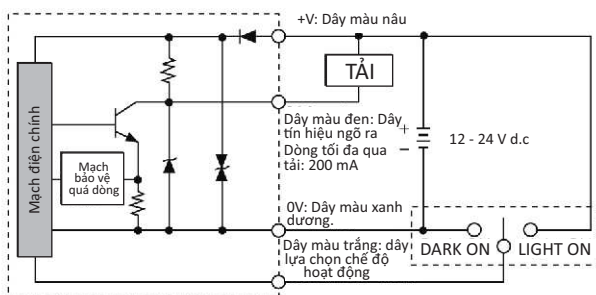 +V: Dây màu nâu
TẢI
Mạch điện chính
Dây màu đen: Dây
tín hiệu ngõ ra
Dòng tối đa qua
tải: 200 mA
+
−
12 - 24 V d.c
Mạch
bảo vệ
quá dòng
0V: Dây màu xanh
dương.
Dây màu trắng: dây
lựa chọn chế độ
hoạt động
DARK ON
LIGHT ON